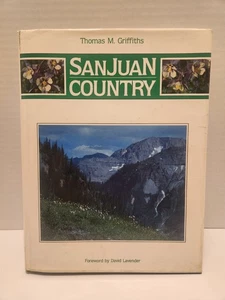 Thomas M. Griffiths
SAN JUAN
COUNTRY
Foreword by David Lavender